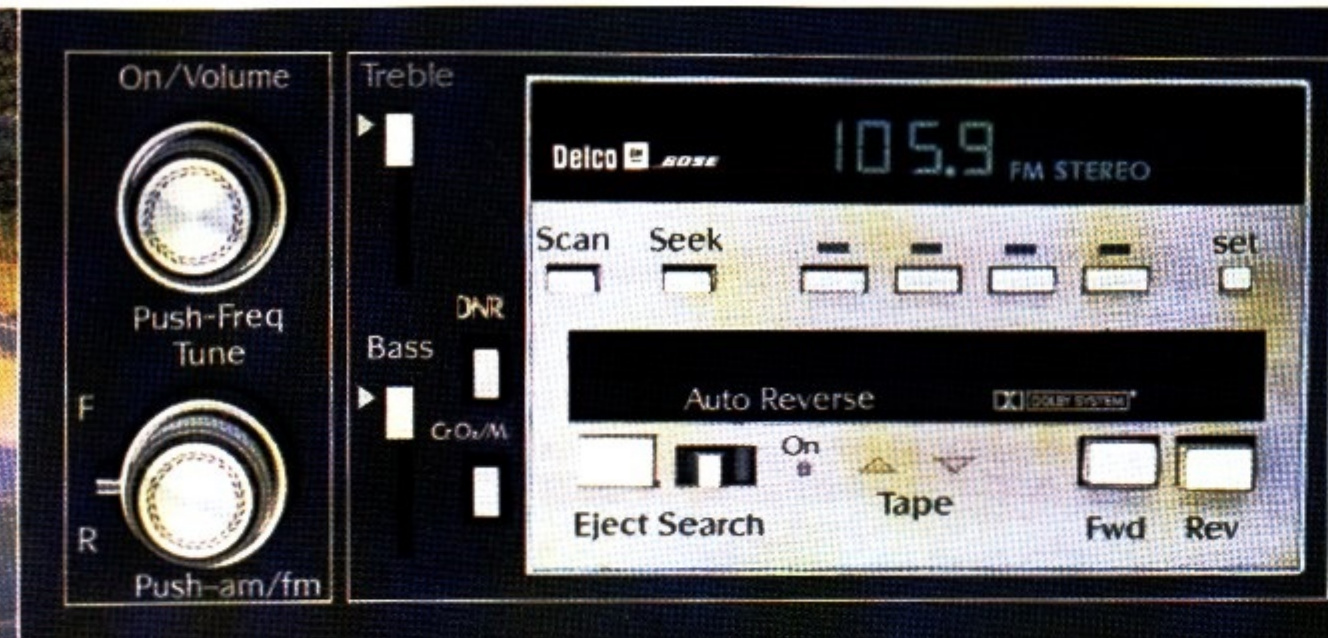 On/Volume
Push-Freq
Tune
F
R
Push-am/fm
Treble
Bass
DNR
CrO₂/M
Delco GM BOSE
105.9 FM STEREO
Scan Seek set
Auto Reverse DOLBY SYSTEM
On
Eject Search Tape Fwd Rev